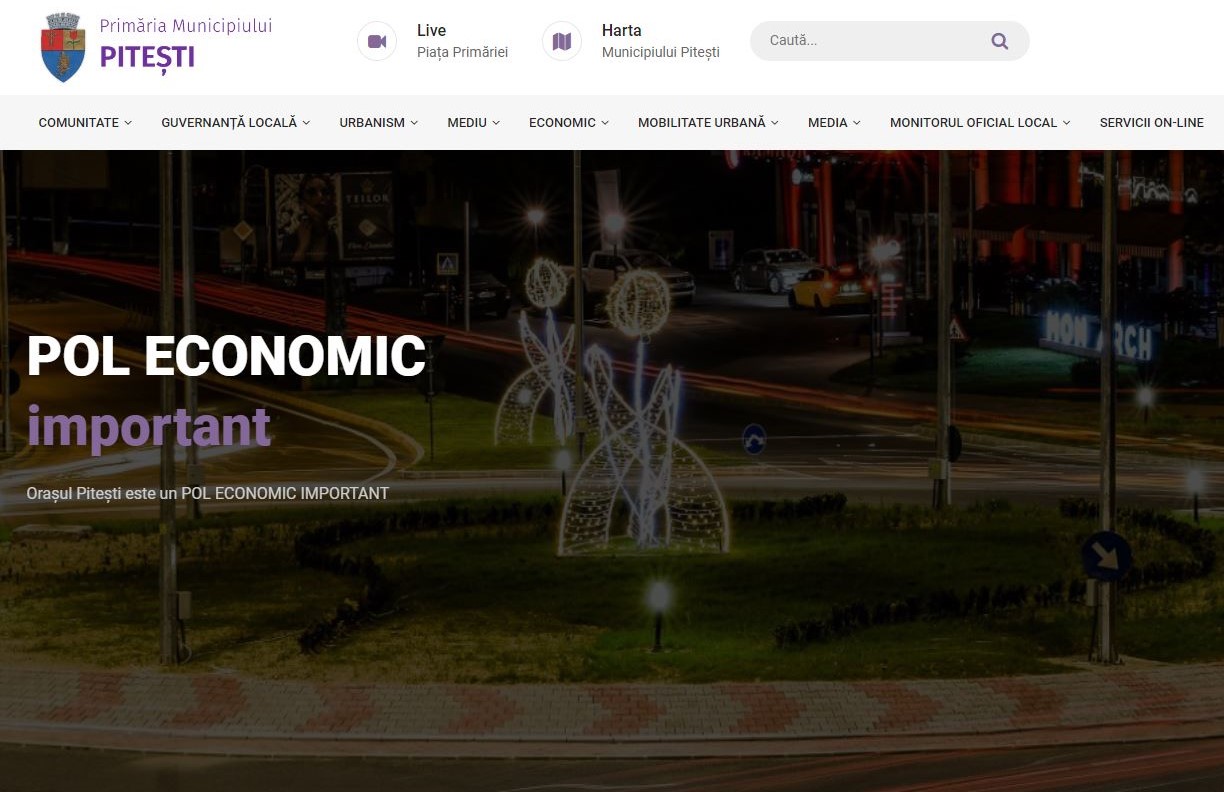 Primăria Municipiului
PITEȘTI
Live
Piața Primăriei
Harta
Municipiului Pitești
Caută...
COMUNITATE
GUVERNANȚĂ LOCALĂ
URBANISM
MEDIU
ECONOMIC
MOBILITATE URBANĂ
MEDIA
MONITORUL OFICIAL LOCAL
SERVICII ON-LINE
TEILOR
MON RCH
POL ECONOMIC
important
Orașul Pitești este un POL ECONOMIC IMPORTANT